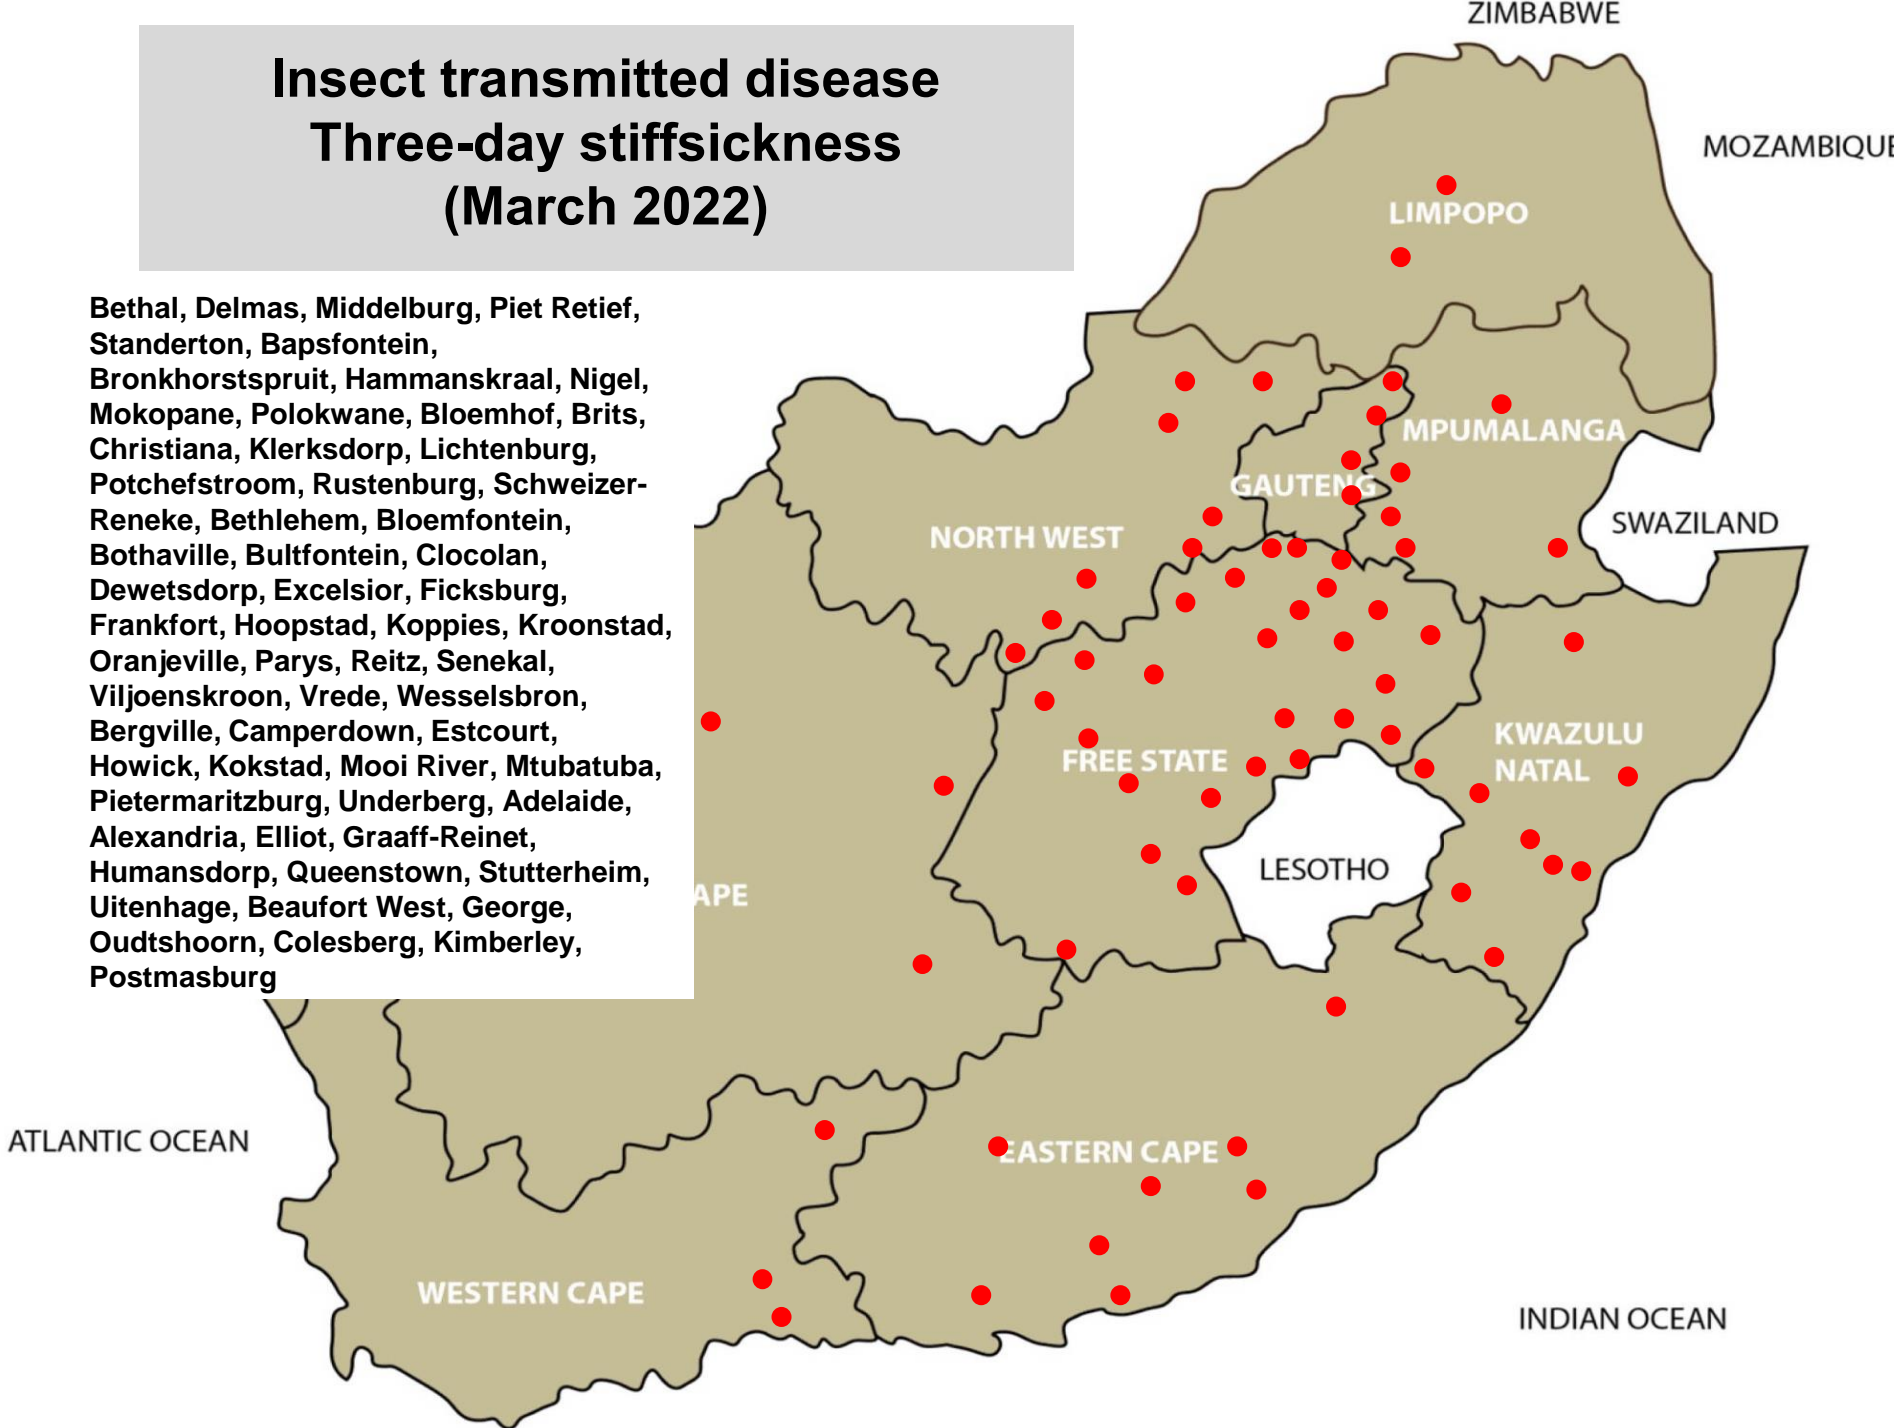 ZIMBABWE
Insect transmitted disease
Three-day stiffsickness
(March 2022)
MOZAMBIQUE
LIMPOPO
Bethal, Delmas, Middelburg, Piet Retief,
Standerton, Bapsfontein,
Bronkhorstspruit, Hammanskraal, Nigel,
Mokopane, Polokwane, Bloemhof, Brits,
Christiana, Klerksdorp, Lichtenburg,
Potchefstroom, Rustenburg, Schweizer-
Reneke, Bethlehem, Bloemfontein,
Bothaville, Bultfontein, Clocolan,
Dewetsdorp, Excelsior, Ficksburg,
Frankfort, Hoopstad, Koppies, Kroonstad,
Oranjeville, Parys, Reitz, Senekal,
Viljoenskroon, Vrede, Wesselsbron,
Bergville, Camperdown, Estcourt,
Howick, Kokstad, Mooi River, Mtubatuba,
Pietermaritzburg, Underberg, Adelaide,
Alexandria, Elliot, Graaff-Reinet,
Humansdorp, Queenstown, Stutterheim,
Uitenhage, Beaufort West, George,
Oudtshoorn, Colesberg, Kimberley,
Postmasburg
MPUMALANGA
GAUTENG
SWAZILAND
NORTH WEST
KWAZULU
NATAL
FREE STATE
LESOTHO
APE
ATLANTIC OCEAN
EASTERN CAPE
WESTERN CAPE
INDIAN OCEAN